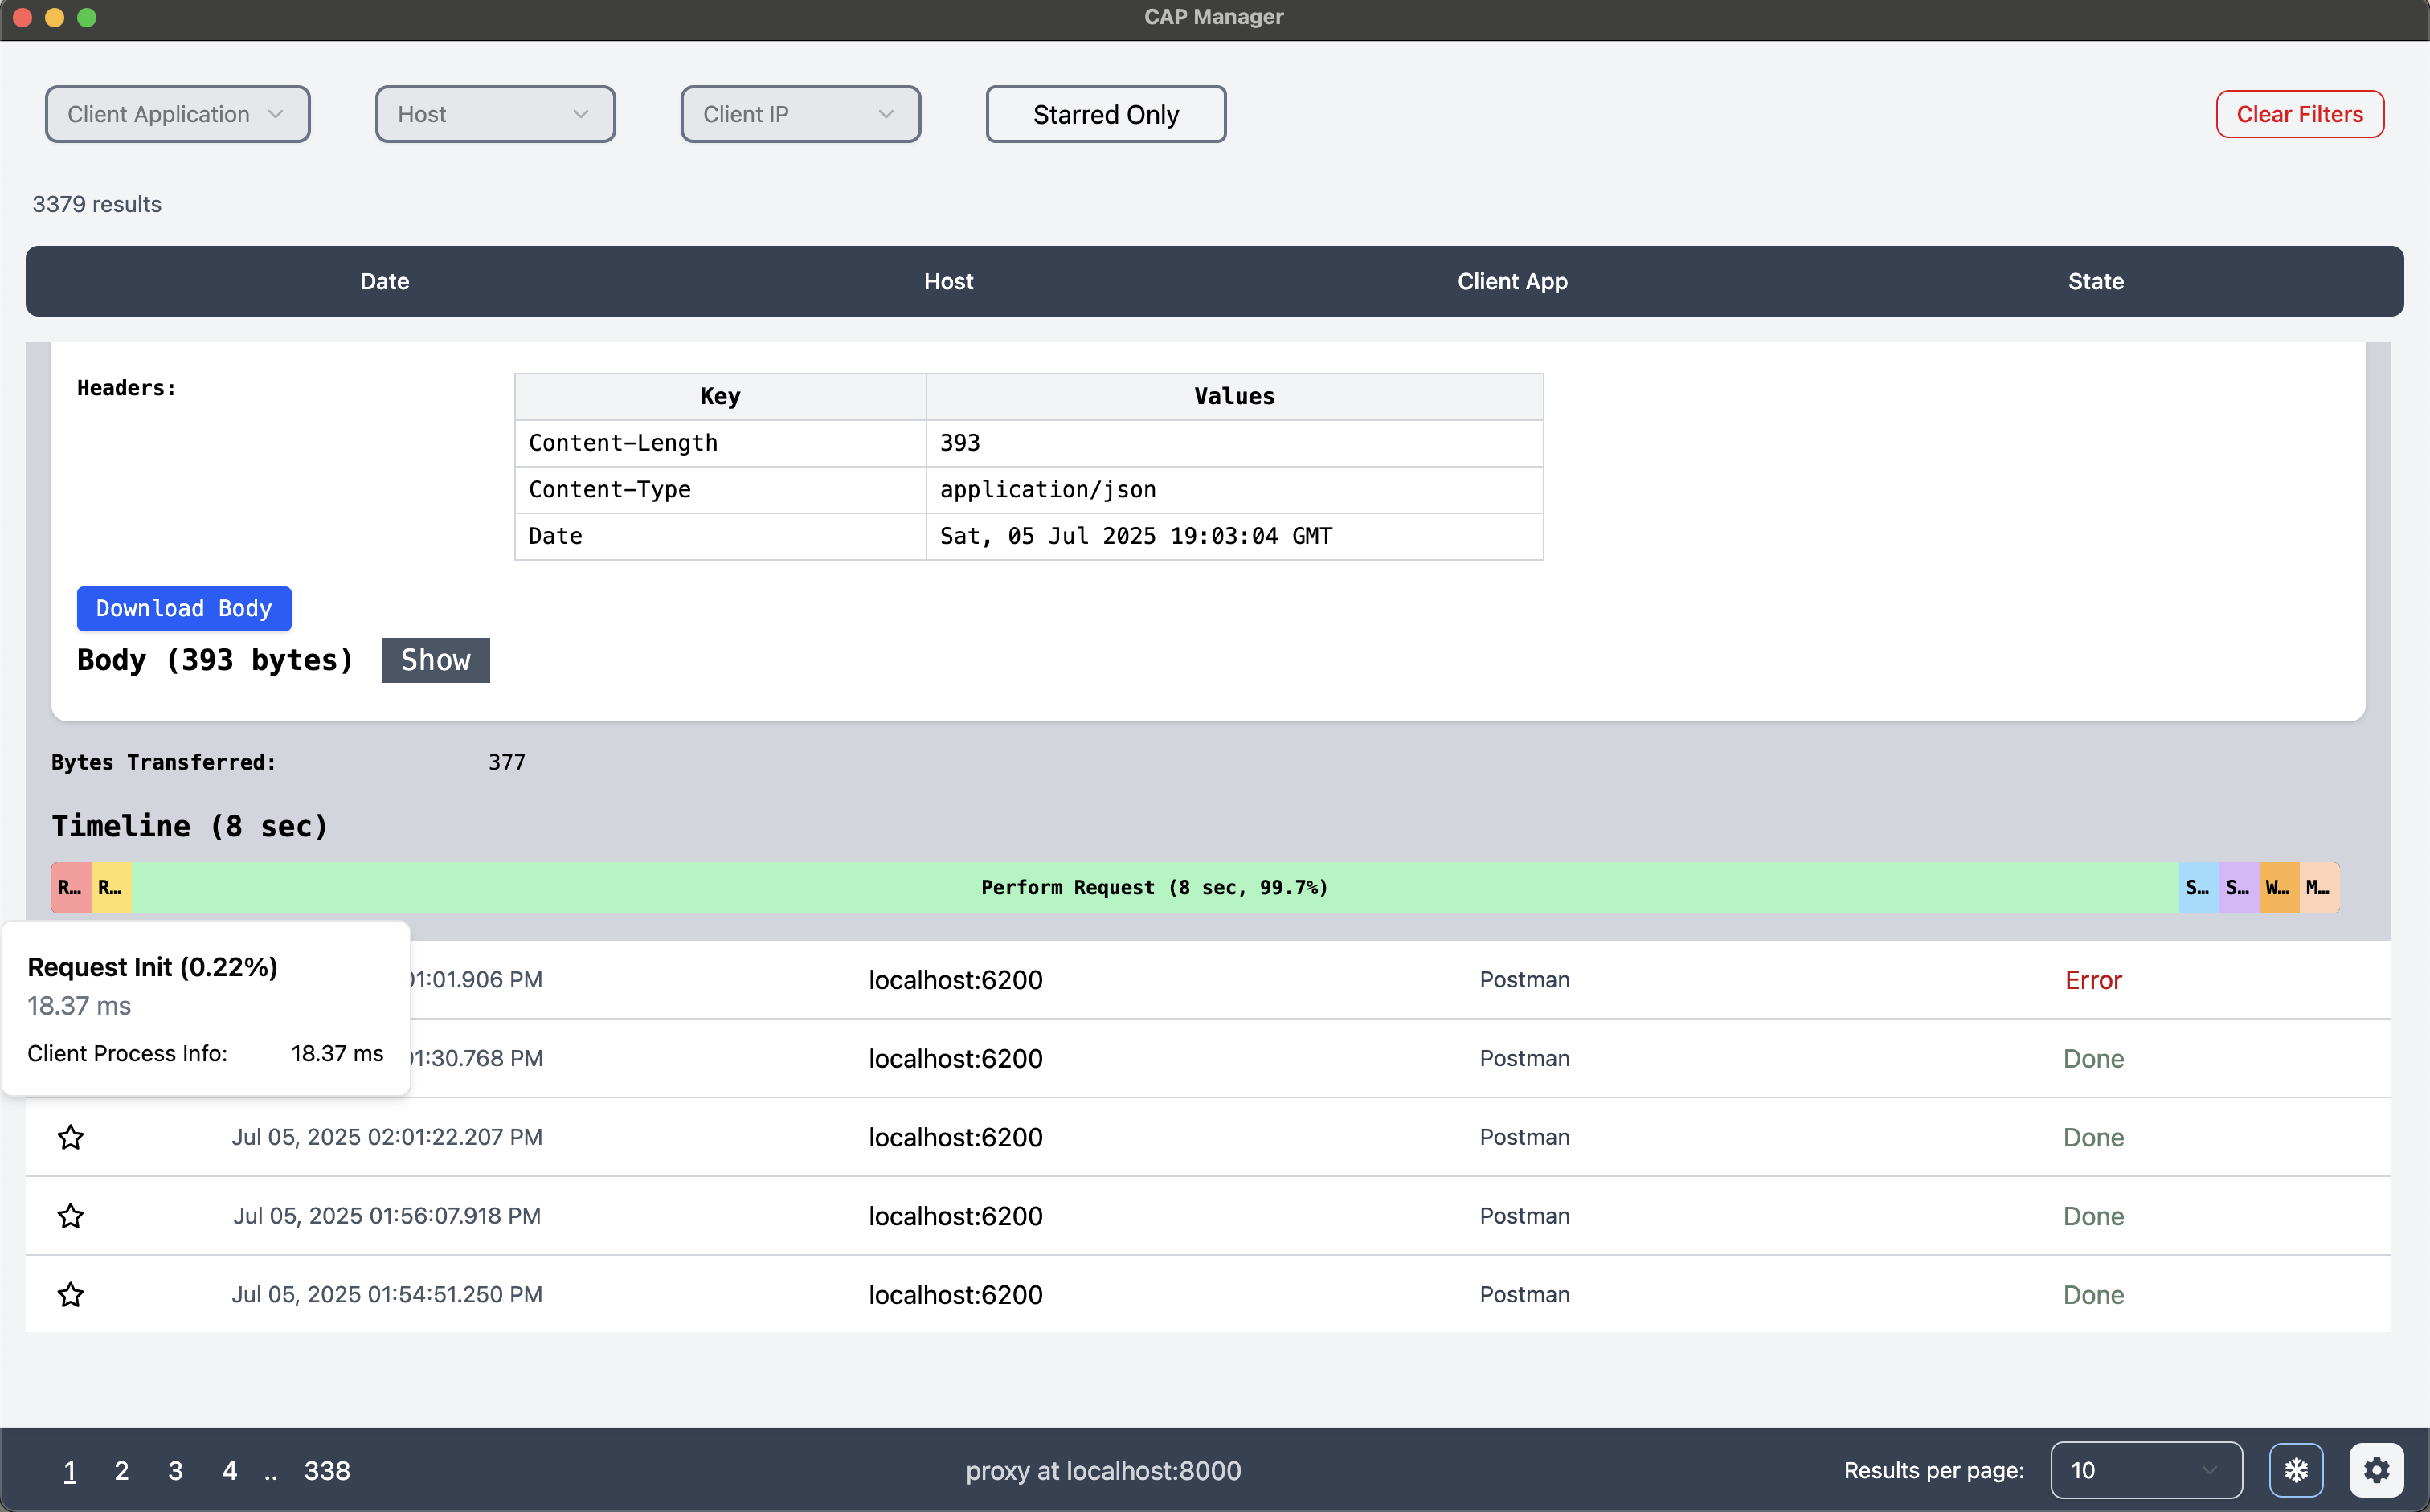 CAP Manager
Client Application
Host
Client IP
Starred Only
Clear Filters
3379 results
Date Host Client App State
Headers:
Key Values
Content-Length 393
Content-Type application/json
Date Sat, 05 Jul 2025 19:03:04 GMT
Download Body
Body (393 bytes) Show
Bytes Transferred: 377
Timeline (8 sec)
R… R… Perform Request (8 sec, 99.7%) S… S… W… M…
Request Init (0.22%)
18.37 ms
Client Process Info: 18.37 ms
1:01.906 PM localhost:6200 Postman Error
1:30.768 PM localhost:6200 Postman Done
Jul 05, 2025 02:01:22.207 PM localhost:6200 Postman Done
Jul 05, 2025 01:56:07.918 PM localhost:6200 Postman Done
Jul 05, 2025 01:54:51.250 PM localhost:6200 Postman Done
1 2 3 4 .. 338 proxy at localhost:8000 Results per page: 10